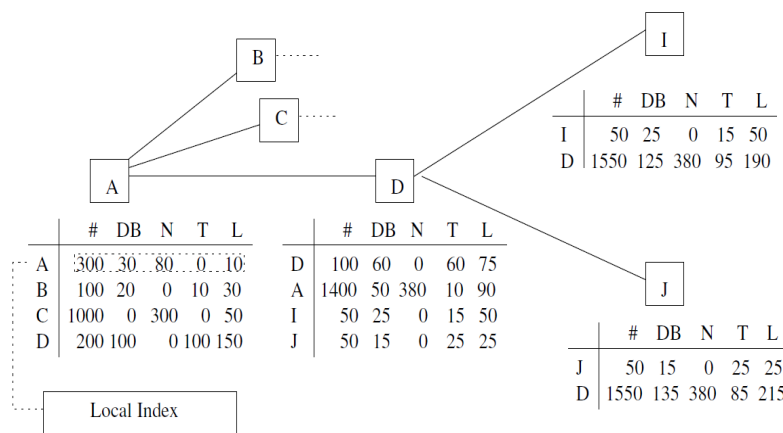 B
C
A
D
I
J
# DB N T L
A 300 30 80 0 10
B 100 20 0 10 30
C 1000 0 300 0 50
D 200 100 0 100 150
Local Index
# DB N T L
D 100 60 0 60 75
A 1400 50 380 10 90
I 50 25 0 15 50
J 50 15 0 25 25
# DB N T L
I 50 25 0 15 50
D 1550 125 380 95 190
# DB N T L
J 50 15 0 25 25
D 1550 135 380 85 215